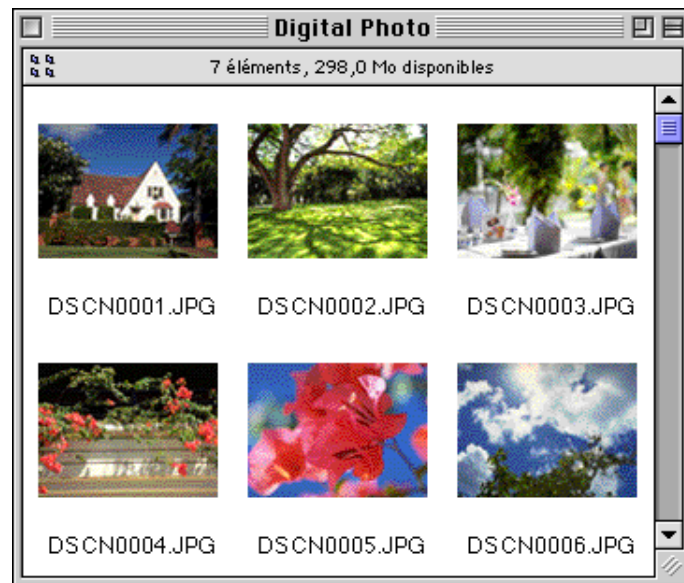 Digital Photo
7 éléments, 298,0 Mo disponibles
DSCN0001.JPG
DSCN0002.JPG
DSCN0003.JPG
DSCN0004.JPG
DSCN0005.JPG
DSCN0006.JPG